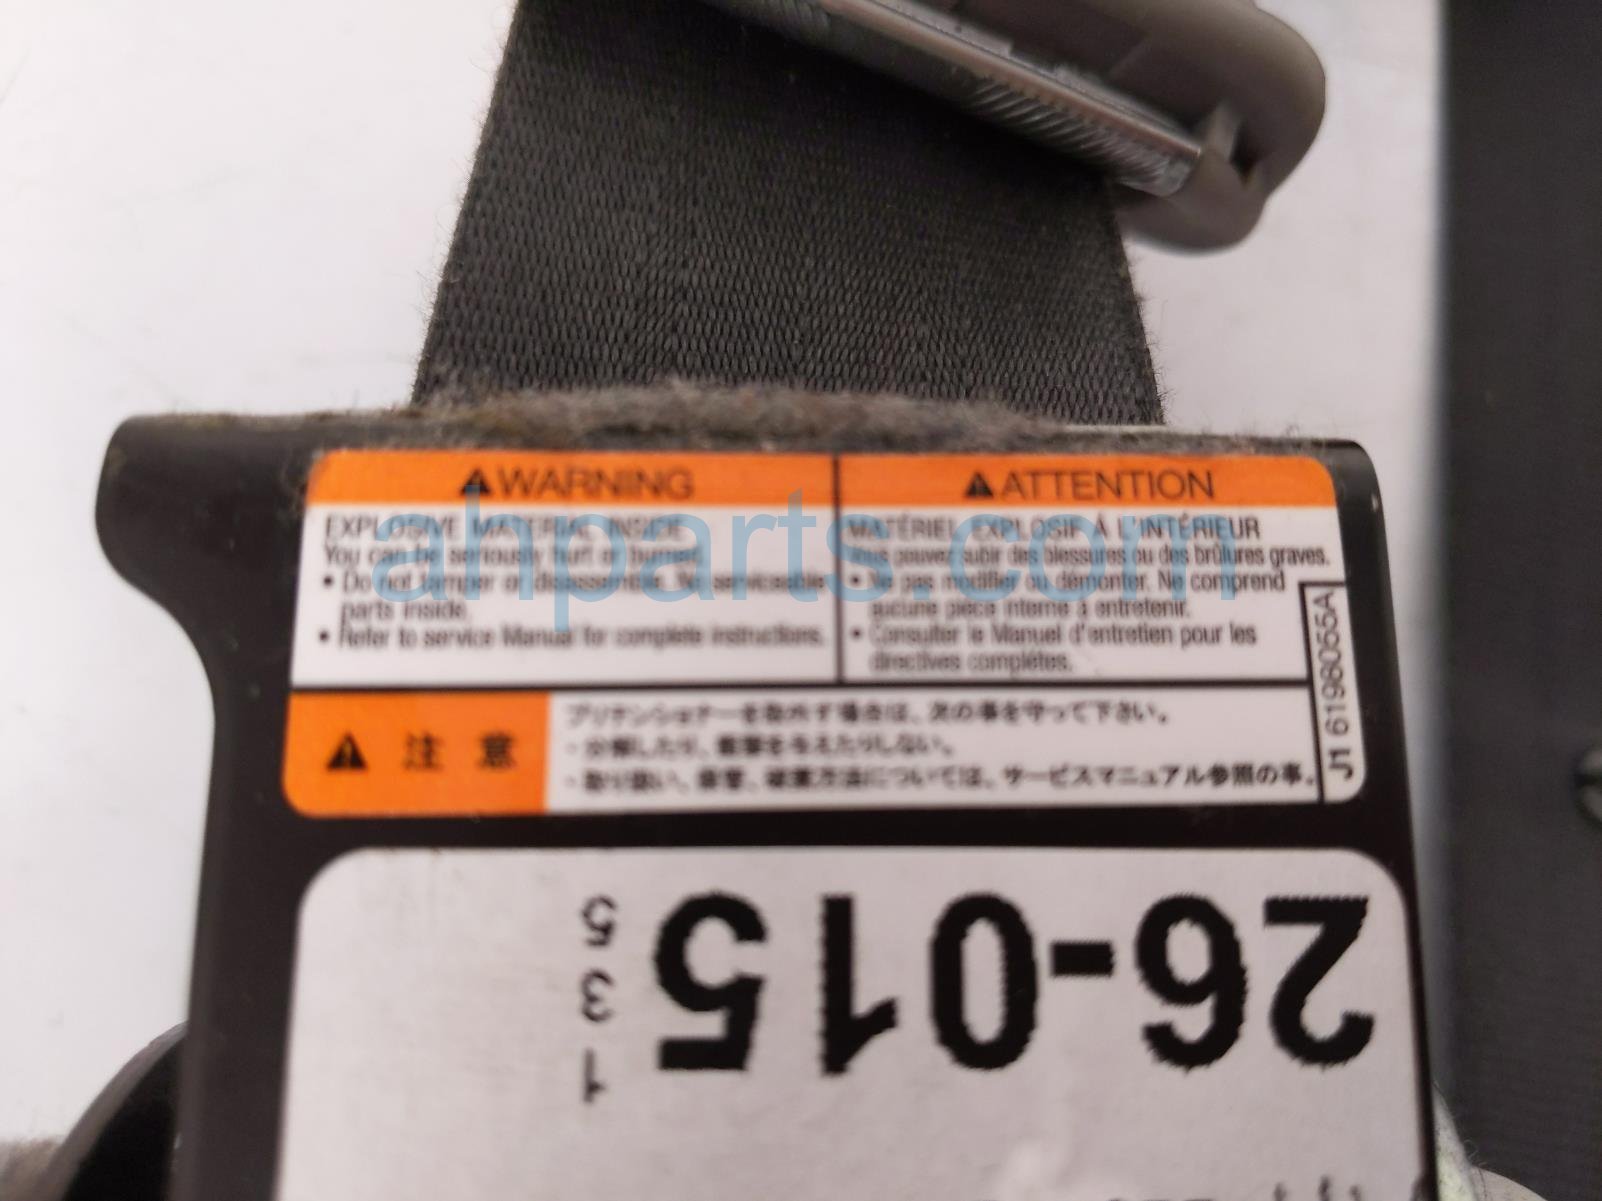 ⚠WARNING
EXPLOSIVE MATERIAL INSIDE
You can be seriously hurt or burned.
• Do not tamper or disassemble. No serviceable
parts inside.
• Refer to service Manual for complete instructions.
⚠ATTENTION
MATÉRIEL EXPLOSIF À L'INTÉRIEUR
Vous pouvez subir des blessures ou des brûlures graves.
• Ne pas modifier ou démonter. Ne comprend
aucune pièce interne à entretenir.
• Consulter le Manuel d'entretien pour les
directives complètes.
⚠ 注 意
プリテンショナーを取外す場合は、次の事を守って下さい。
・分解したり、衝撃を与えたりしない。
・取り扱い、保管、破棄方法については、サービスマニュアル参照の事。
J1 6198055A
ahparts.com
26-015
1 3 5